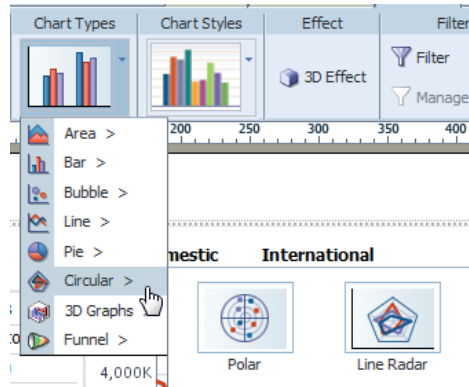 Chart Types
Chart Styles
Effect
Filter
3D Effect
Filter
Manage
200 250 300 350 400
Area >
Bar >
Bubble >
Line >
Pie >
Circular >
3D Graphs
Funnel >
mestic International
Polar
Line Radar
4,000K